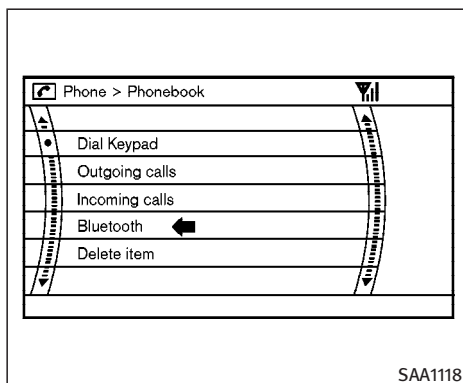 Phone > Phonebook
Dial Keypad
Outgoing calls
Incoming calls
Bluetooth
Delete item
SAA1118